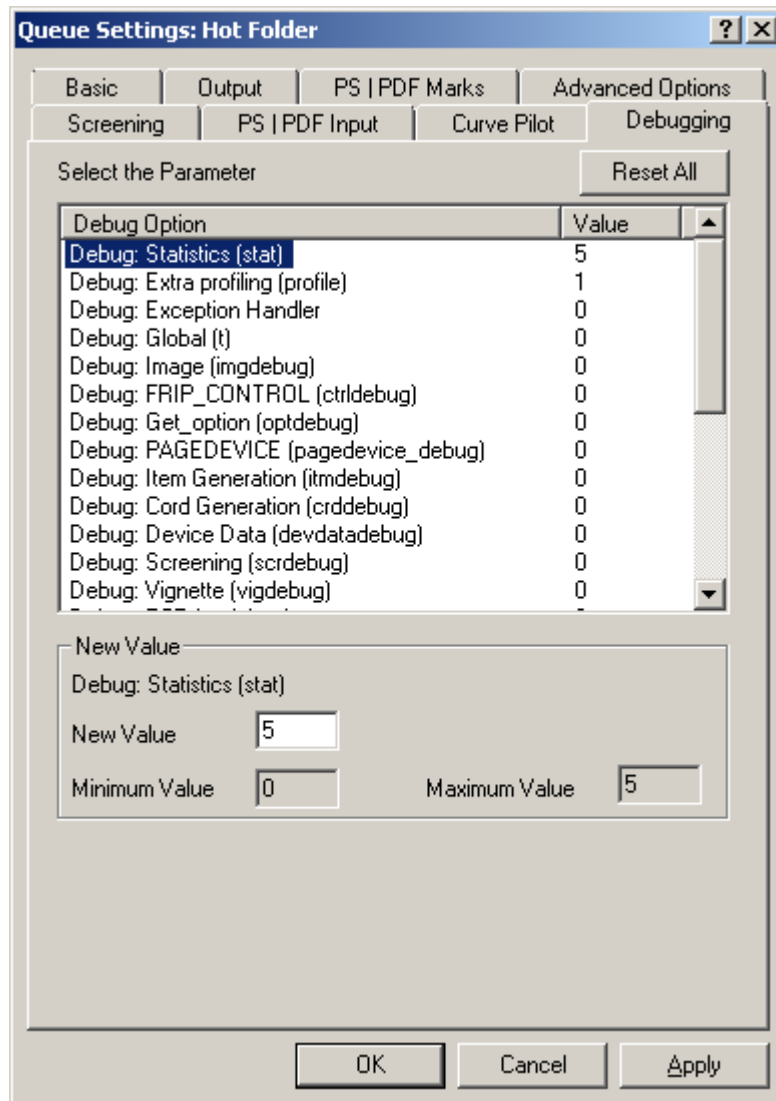 Queue Settings: Hot Folder
Basic Output PS | PDF Marks Advanced Options
Screening PS | PDF Input Curve Pilot Debugging
Select the Parameter Reset All
Debug Option Value
Debug: Statistics (stat) 5
Debug: Extra profiling (profile) 1
Debug: Exception Handler 0
Debug: Global (t) 0
Debug: Image (imgdebug) 0
Debug: FRIP_CONTROL (ctrldebug) 0
Debug: Get_option (optdebug) 0
Debug: PAGEDEVICE (pagedevice_debug) 0
Debug: Item Generation (itmdebug) 0
Debug: Cord Generation (crddebug) 0
Debug: Device Data (devdatadebug) 0
Debug: Screening (scrdebug) 0
Debug: Vignette (vigdebug) 0
New Value
Debug: Statistics (stat)
New Value 5
Minimum Value 0 Maximum Value 5
OK Cancel Apply